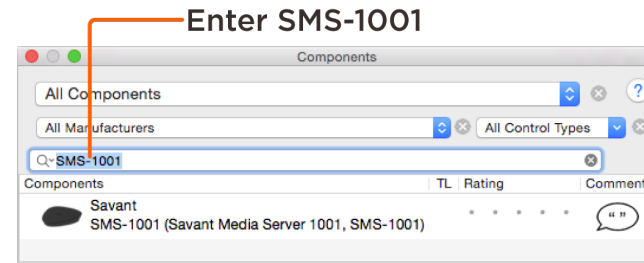 Enter SMS-1001
Components
All Components
?
All Manufacturers
All Control Types
SMS-1001
Components TL Rating Comment
Savant
SMS-1001 (Savant Media Server 1001, SMS-1001)
“ ”